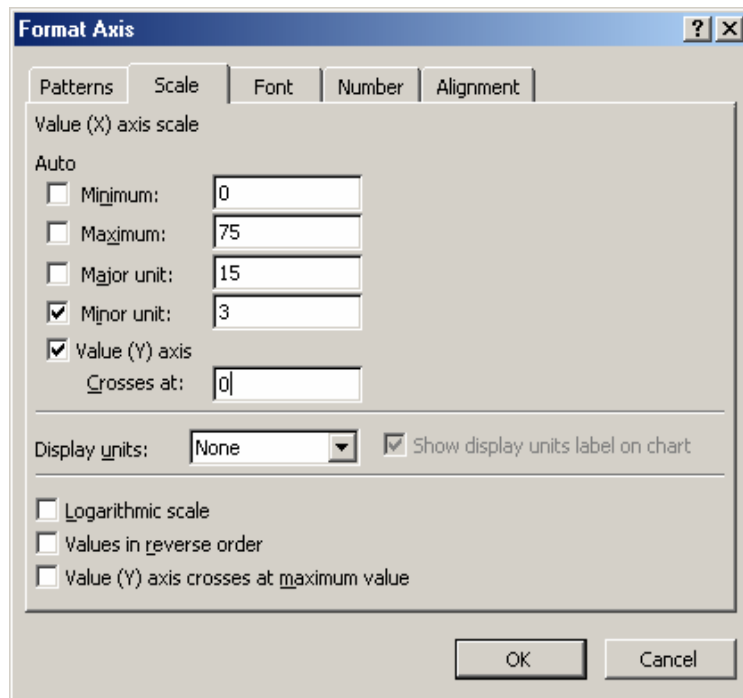 Format Axis
Patterns Scale Font Number Alignment
Value (X) axis scale
Auto
Minimum: 0
Maximum: 75
Major unit: 15
Minor unit: 3
Value (Y) axis
Crosses at: 0
Display units: None Show display units label on chart
Logarithmic scale
Values in reverse order
Value (Y) axis crosses at maximum value
OK Cancel